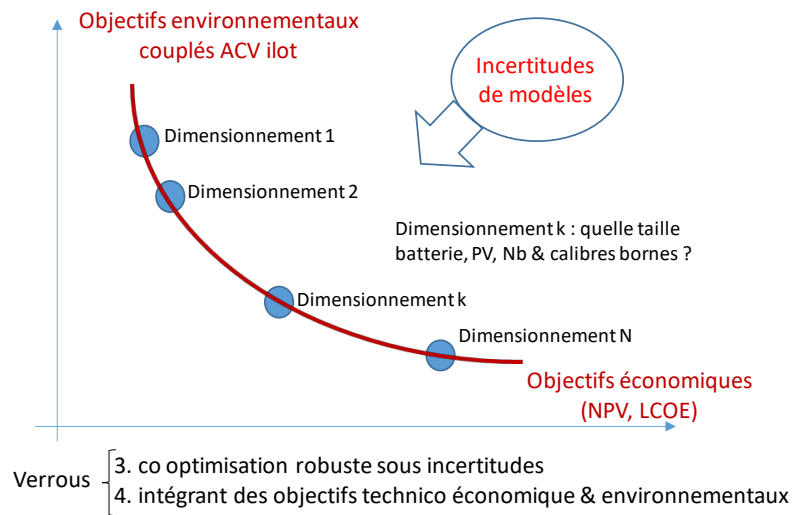 Objectifs environnementaux
couplés ACV ilot
Incertitudes
de modèles
Dimensionnement 1
Dimensionnement 2
Dimensionnement k : quelle taille
batterie, PV, Nb & calibres bornes ?
Dimensionnement k
Dimensionnement N
Objectifs économiques
(NPV, LCOE)
Verrous
3. co optimisation robuste sous incertitudes
4. intégrant des objectifs technico économique & environnementaux